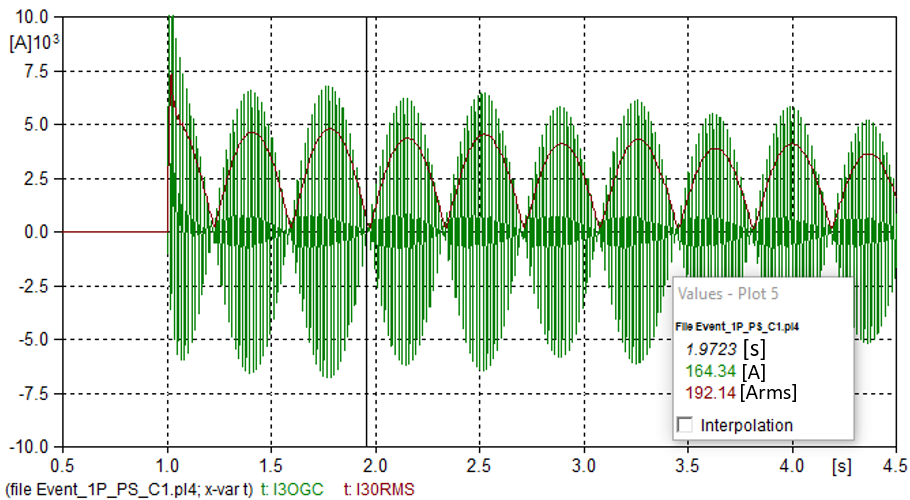 10.0
[A]10³
7.5
5.0
2.5
0.0
-2.5
-5.0
-7.5
-10.0
0.5 1.0 1.5 2.0 2.5 3.0 3.5 4.0 [s] 4.5
(file Event_1P_PS_C1.pl4; x-var t) t: I3OGC t: I30RMS
Values - Plot 5
File Event_1P_PS_C1.pl4
1.9723 [s]
164.34 [A]
192.14 [Arms]
Interpolation